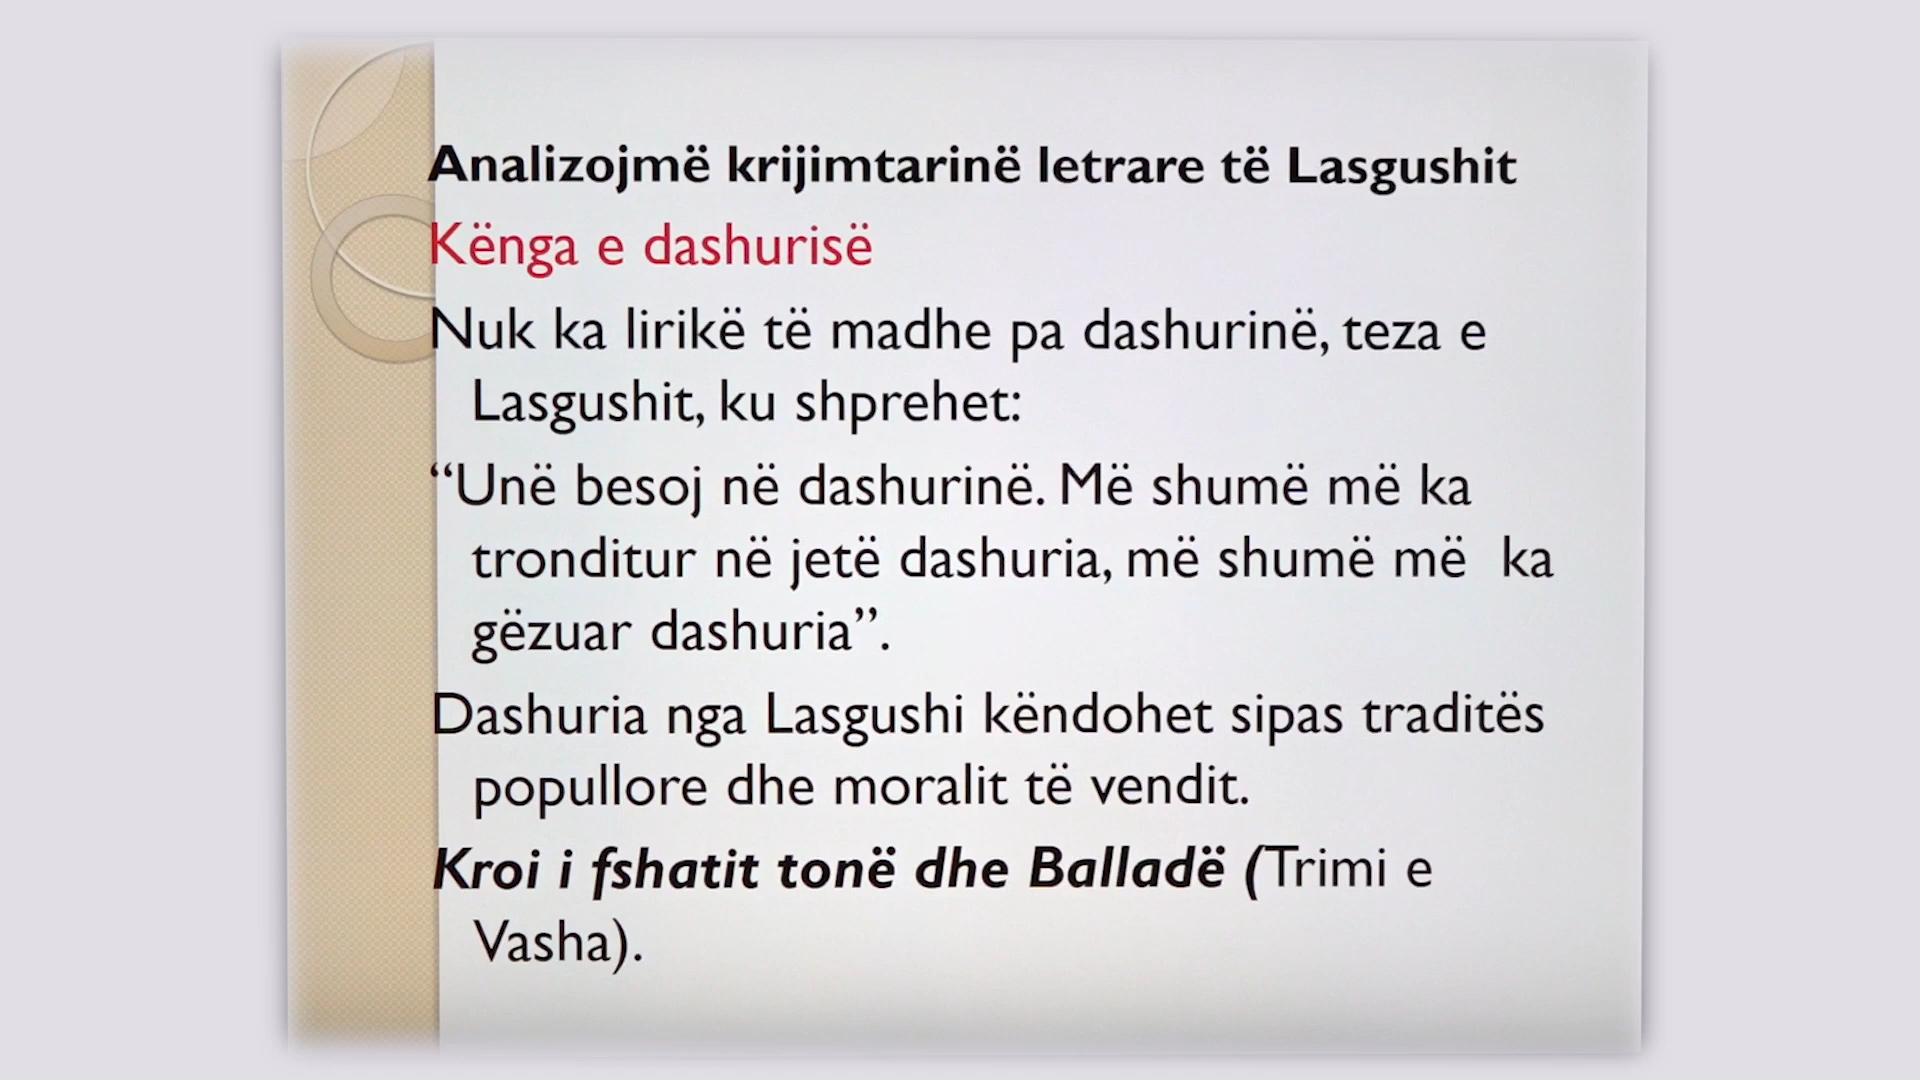 Analizojmë krijimtarinë letrare të Lasgushit
Kënga e dashurisë
Nuk ka lirikë të madhe pa dashurinë, teza e
Lasgushit, ku shprehet:
“Unë besoj në dashurinë. Më shumë më ka
tronditur në jetë dashuria, më shumë më  ka
gëzuar dashuria”.
Dashuria nga Lasgushi këndohet sipas traditës
popullore dhe moralit të vendit.
Kroi i fshatit tonë dhe Balladë (Trimi e
Vasha).